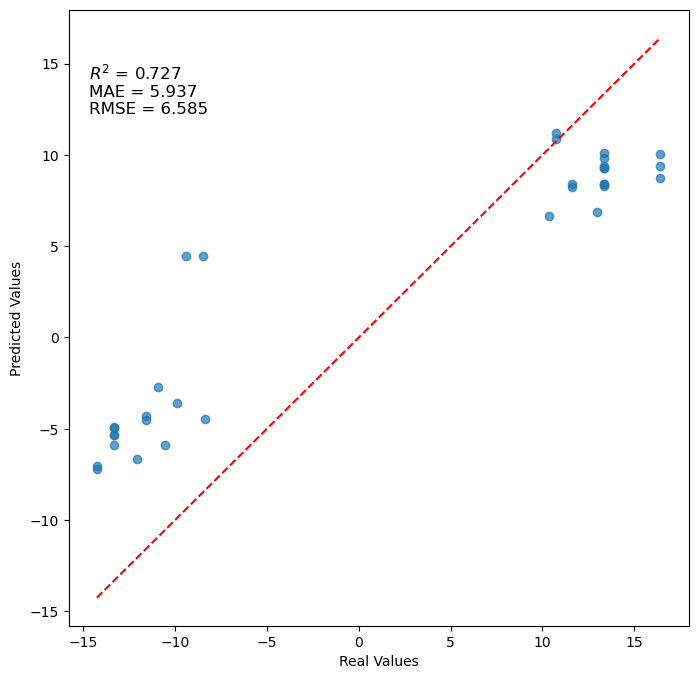 R² = 0.727
MAE = 5.937
RMSE = 6.585
15
10
5
0
−5
−10
−15
Predicted Values
−15 −10 −5 0 5 10 15
Real Values